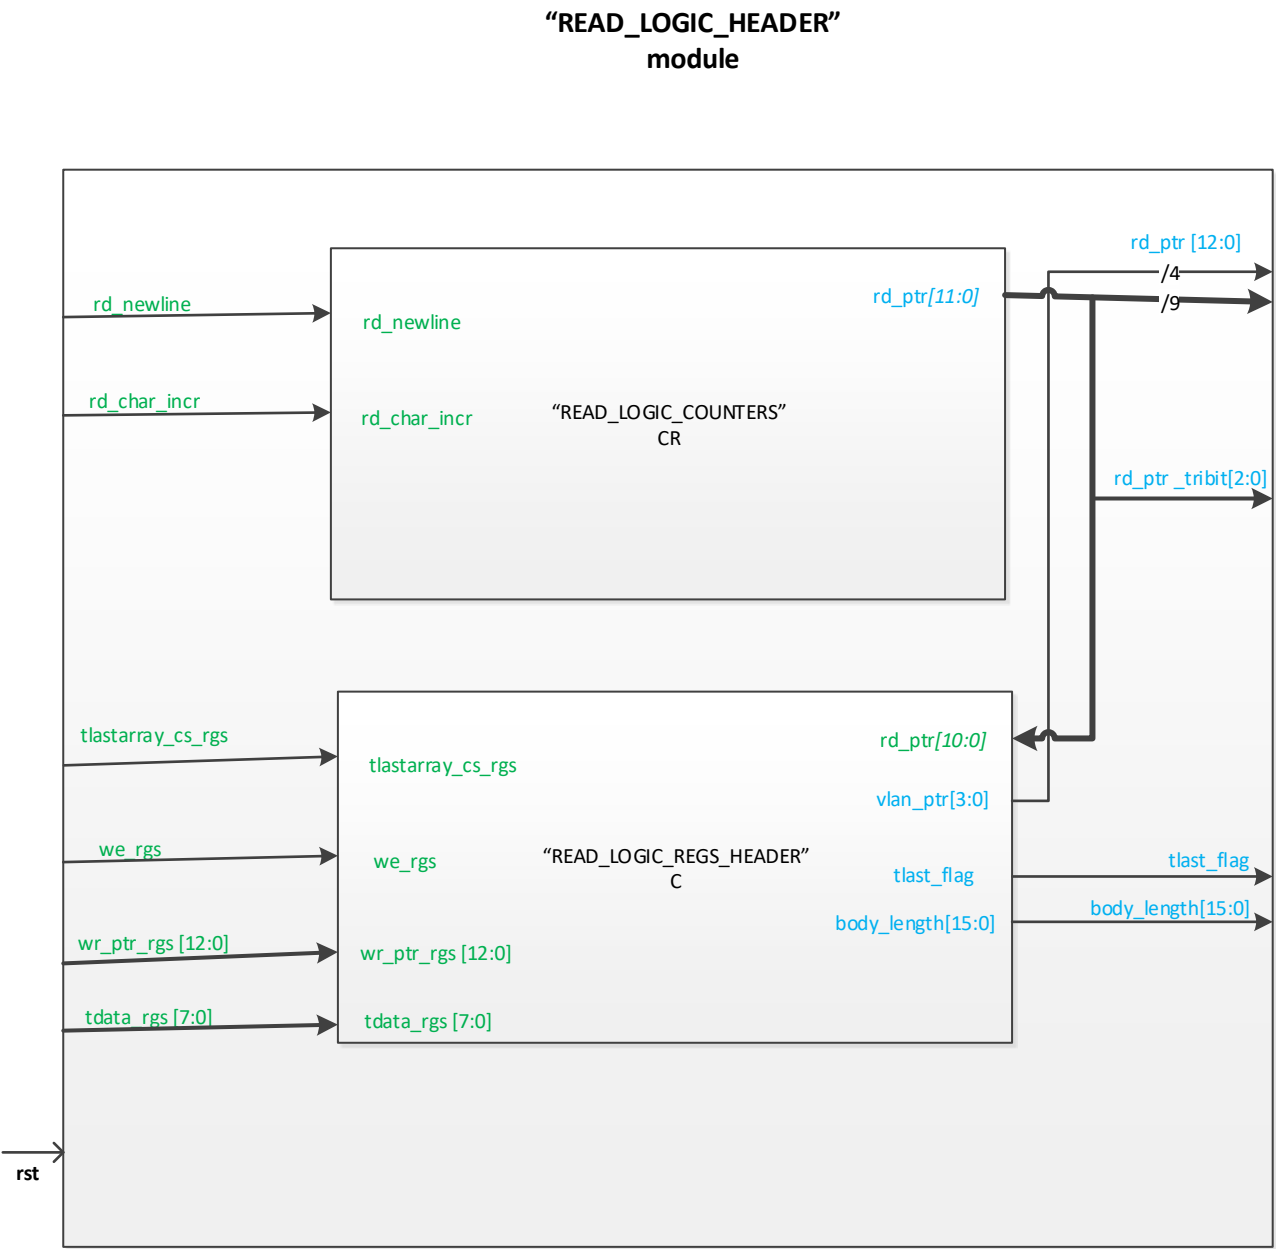 “READ_LOGIC_HEADER”
module
rd_ptr [12:0]
/4
rd_newline
rd_ptr[11:0]
/9
rd_newline
rd_char_incr
rd_char_incr
“READ_LOGIC_COUNTERS”
CR
rd_ptr _tribit[2:0]
tlastarray_cs_rgs
rd_ptr[10:0]
tlastarray_cs_rgs
vlan_ptr[3:0]
we_rgs
we_rgs
“READ_LOGIC_REGS_HEADER”
C
tlast_flag
tlast_flag
body_length[15:0]
body_length[15:0]
wr_ptr_rgs [12:0]
wr_ptr_rgs [12:0]
tdata_rgs [7:0]
tdata_rgs [7:0]
rst